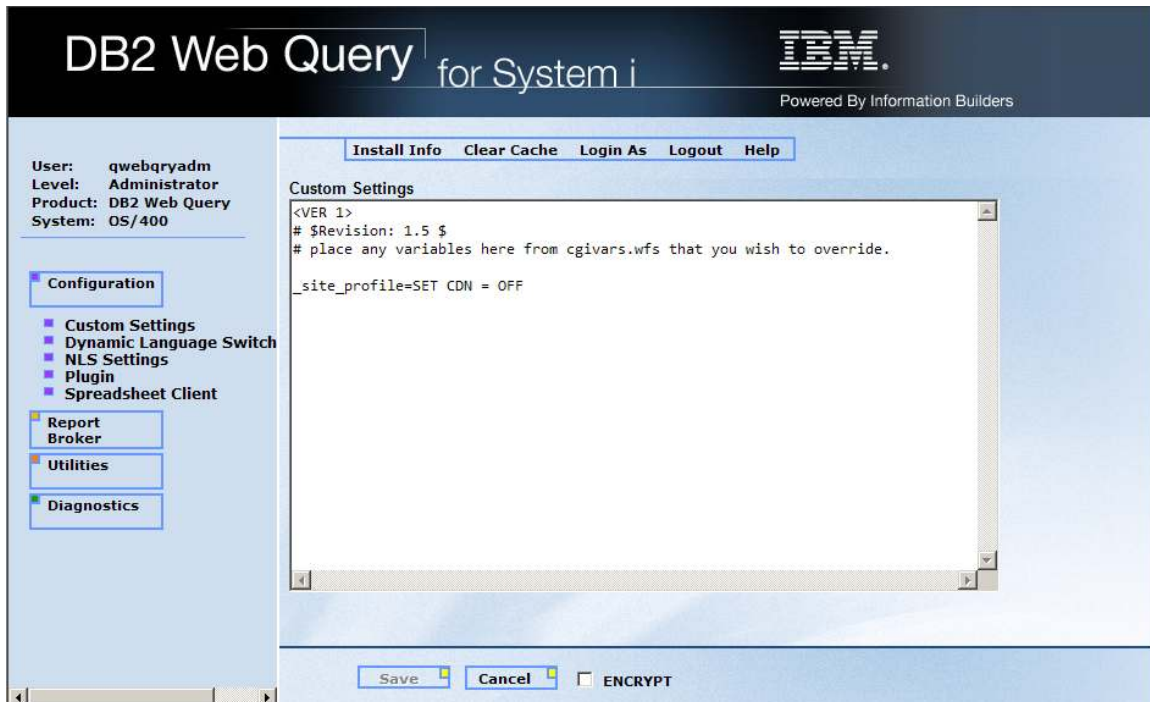 DB2 Web Query for System i
IBM.
Powered By Information Builders
User: qwebqryadm
Level: Administrator
Product: DB2 Web Query
System: OS/400
Configuration
Custom Settings
Dynamic Language Switch
NLS Settings
Plugin
Spreadsheet Client
Report
Broker
Utilities
Diagnostics
Install Info Clear Cache Login As Logout Help
Custom Settings
<VER 1>
# $Revision: 1.5 $
# place any variables here from cgivars.wfs that you wish to override.
_site_profile=SET CDN = OFF
Save Cancel ENCRYPT